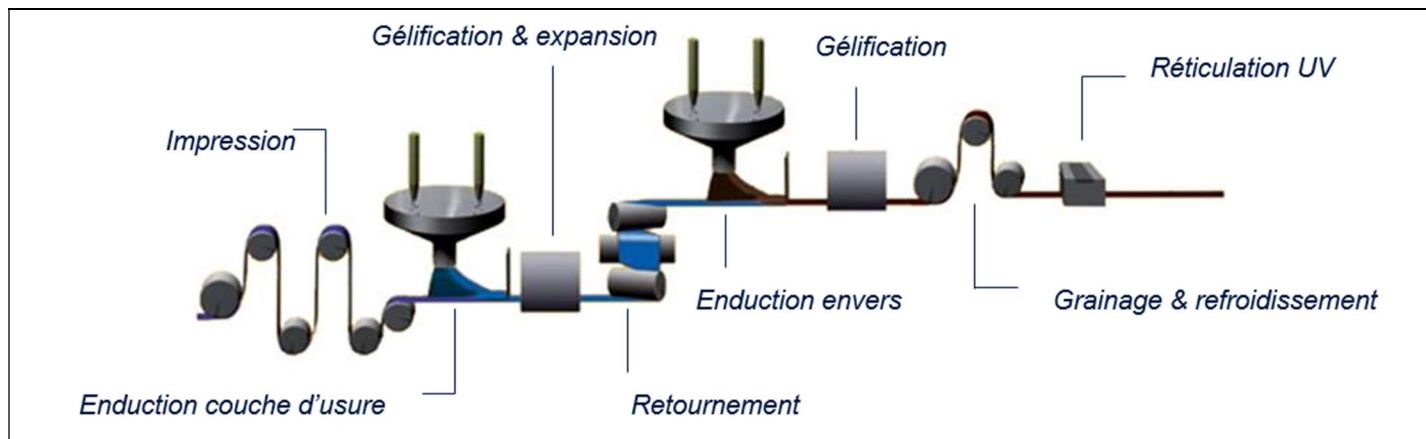 Gélification & expansion
Gélification
Réticulation UV
Impression
Enduction envers
Grainage & refroidissement
Enduction couche d'usure
Retournement